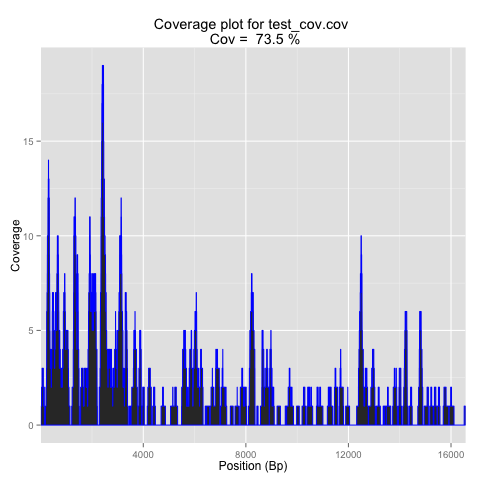 Coverage plot for test_cov.cov
Cov = 73.5 %
15
10
5
0
Coverage
4000 8000 12000 16000
Position (Bp)